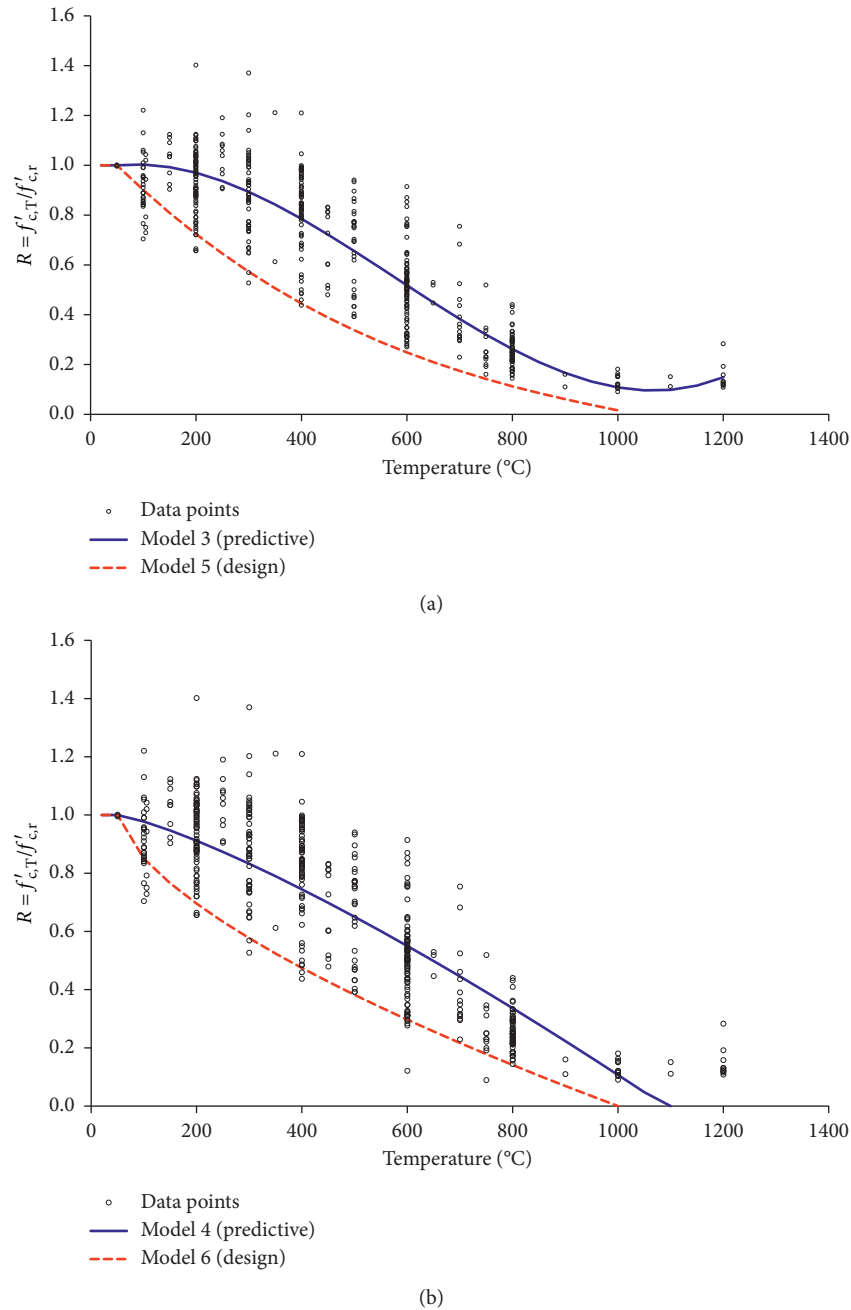 1.6
1.4
1.2
1.0
0.8
0.6
0.4
0.2
0.0
R = f′c,T/f′c,r
0 200 400 600 800 1000 1200 1400
Temperature (°C)
Data points
Model 3 (predictive)
Model 5 (design)
(a)
1.6
1.4
1.2
1.0
0.8
0.6
0.4
0.2
0.0
R = f′c,T/f′c,r
0 200 400 600 800 1000 1200 1400
Temperature (°C)
Data points
Model 4 (predictive)
Model 6 (design)
(b)